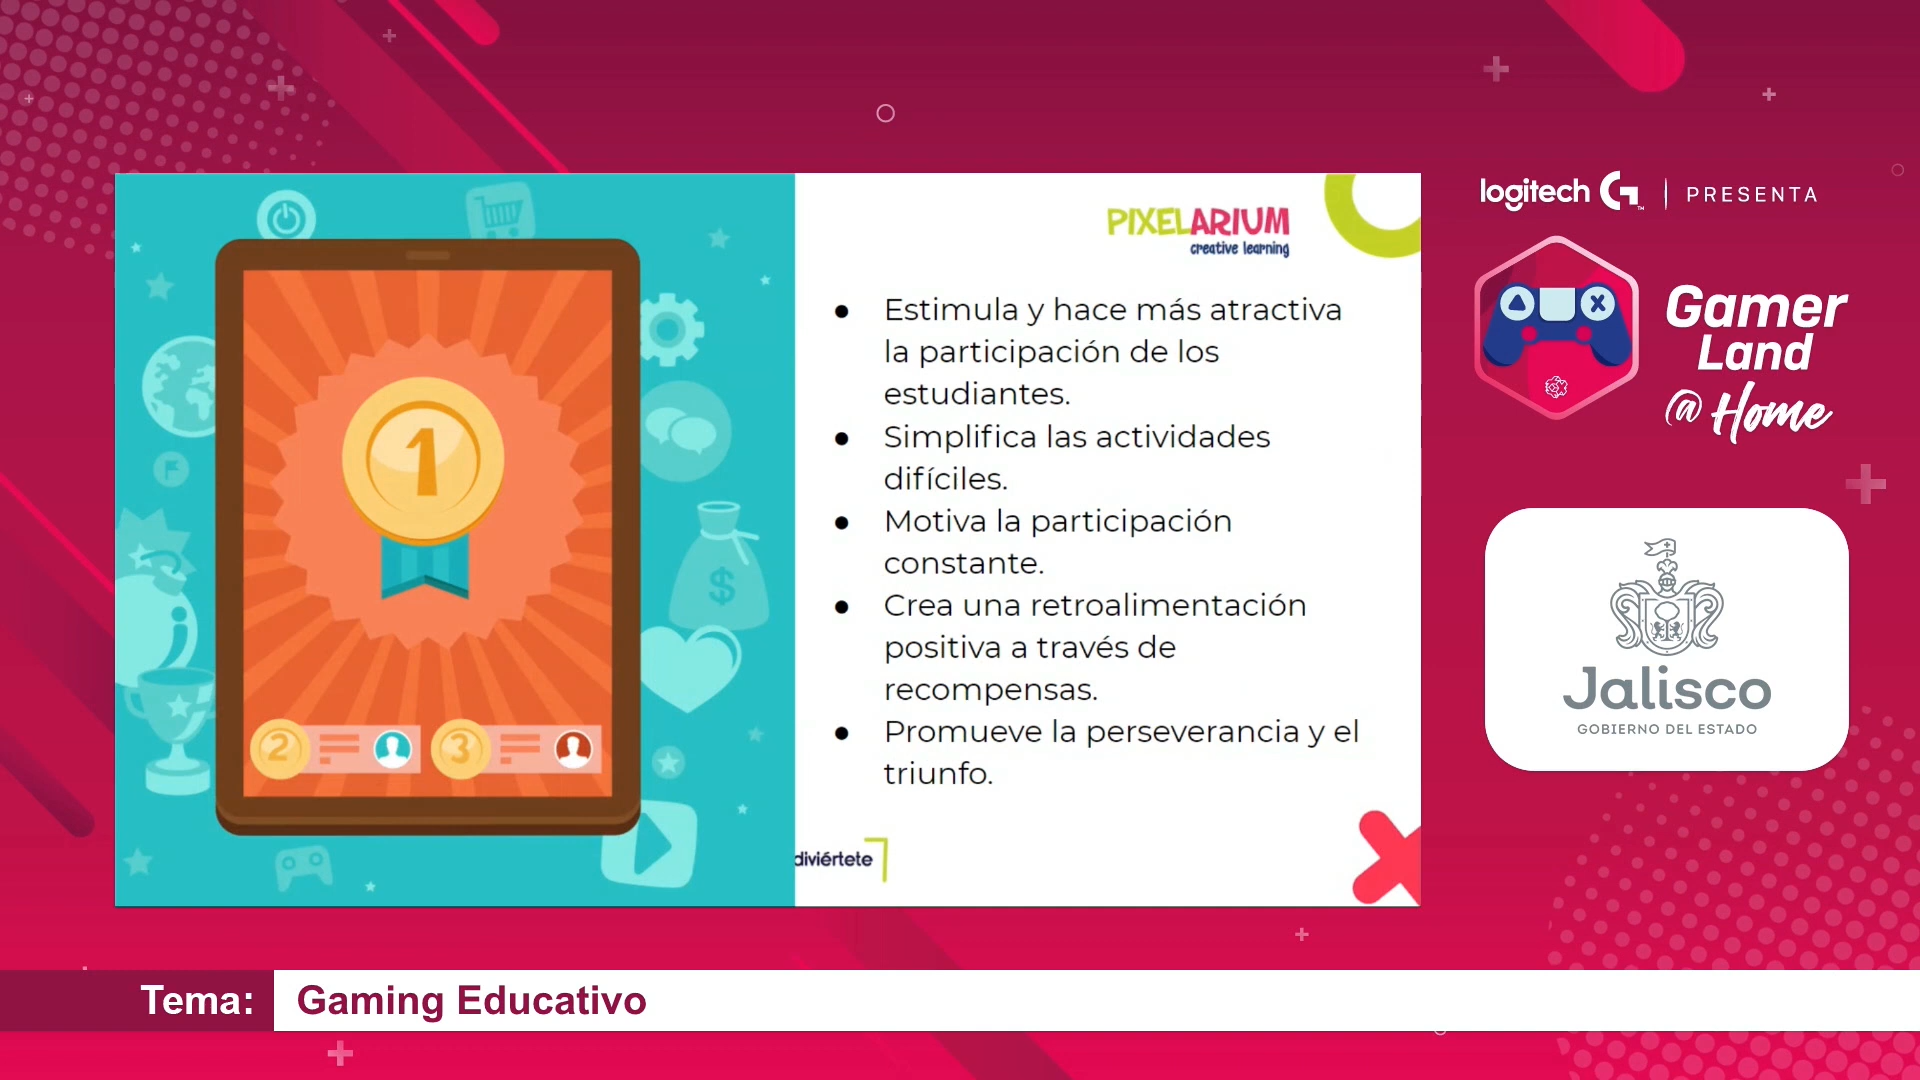 logitech G | PRESENTA
Gamer
Land
@ Home
Jalisco
GOBIERNO DEL ESTADO
PIXELARIUM
creative learning
● Estimula y hace más atractiva
la participación de los
estudiantes.
● Simplifica las actividades
difíciles.
● Motiva la participación
constante.
● Crea una retroalimentación
positiva a través de
recompensas.
● Promueve la perseverancia y el
triunfo.
1
2
3
$
F
diviértete
Tema: Gaming Educativo